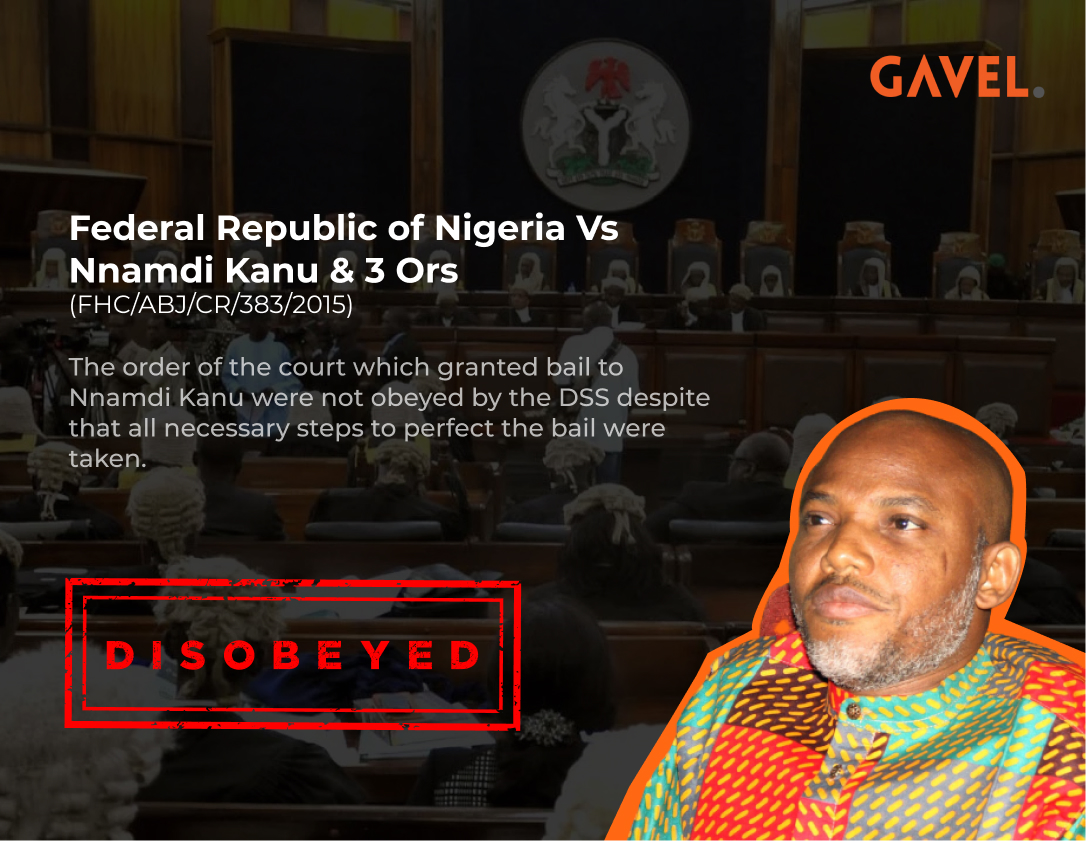 GAVEL.
Federal Republic of Nigeria Vs
Nnamdi Kanu & 3 Ors
(FHC/ABJ/CR/383/2015)
The order of the court which granted bail to
Nnamdi Kanu were not obeyed by the DSS despite
that all necessary steps to perfect the bail were
taken.
DISOBEYED